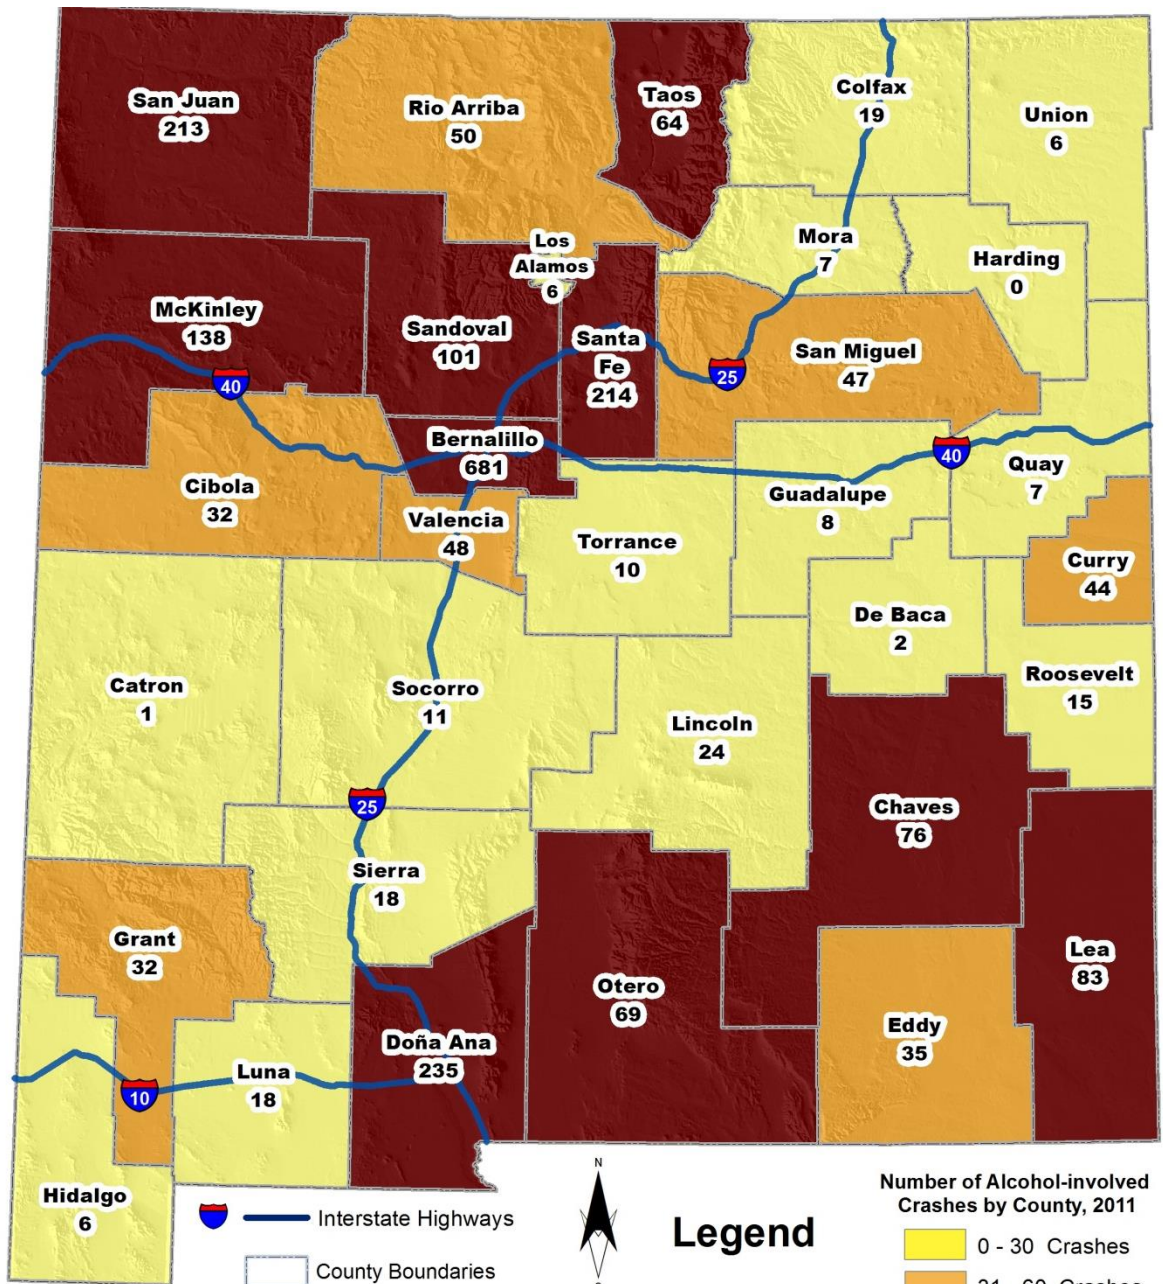 San Juan
213
Rio Arriba
50
Taos
64
Colfax
19
Union
6
Mora
7
Harding
0
Los
Alamos
6
McKinley
138
Sandoval
101
Santa
Fe
214
San Miguel
47
25
40
Bernalillo
681
40
Quay
7
Cibola
32
Valencia
48
Guadalupe
8
Torrance
10
Curry
44
De Baca
2
Catron
1
Socorro
11
Lincoln
24
Roosevelt
15
25
Chaves
76
Sierra
18
Grant
32
Otero
69
Lea
83
Doña Ana
235
Eddy
35
Luna
18
10
Hidalgo
6
N
Interstate Highways
County Boundaries
Legend
Number of Alcohol-involved
Crashes by County, 2011
0 - 30 Crashes